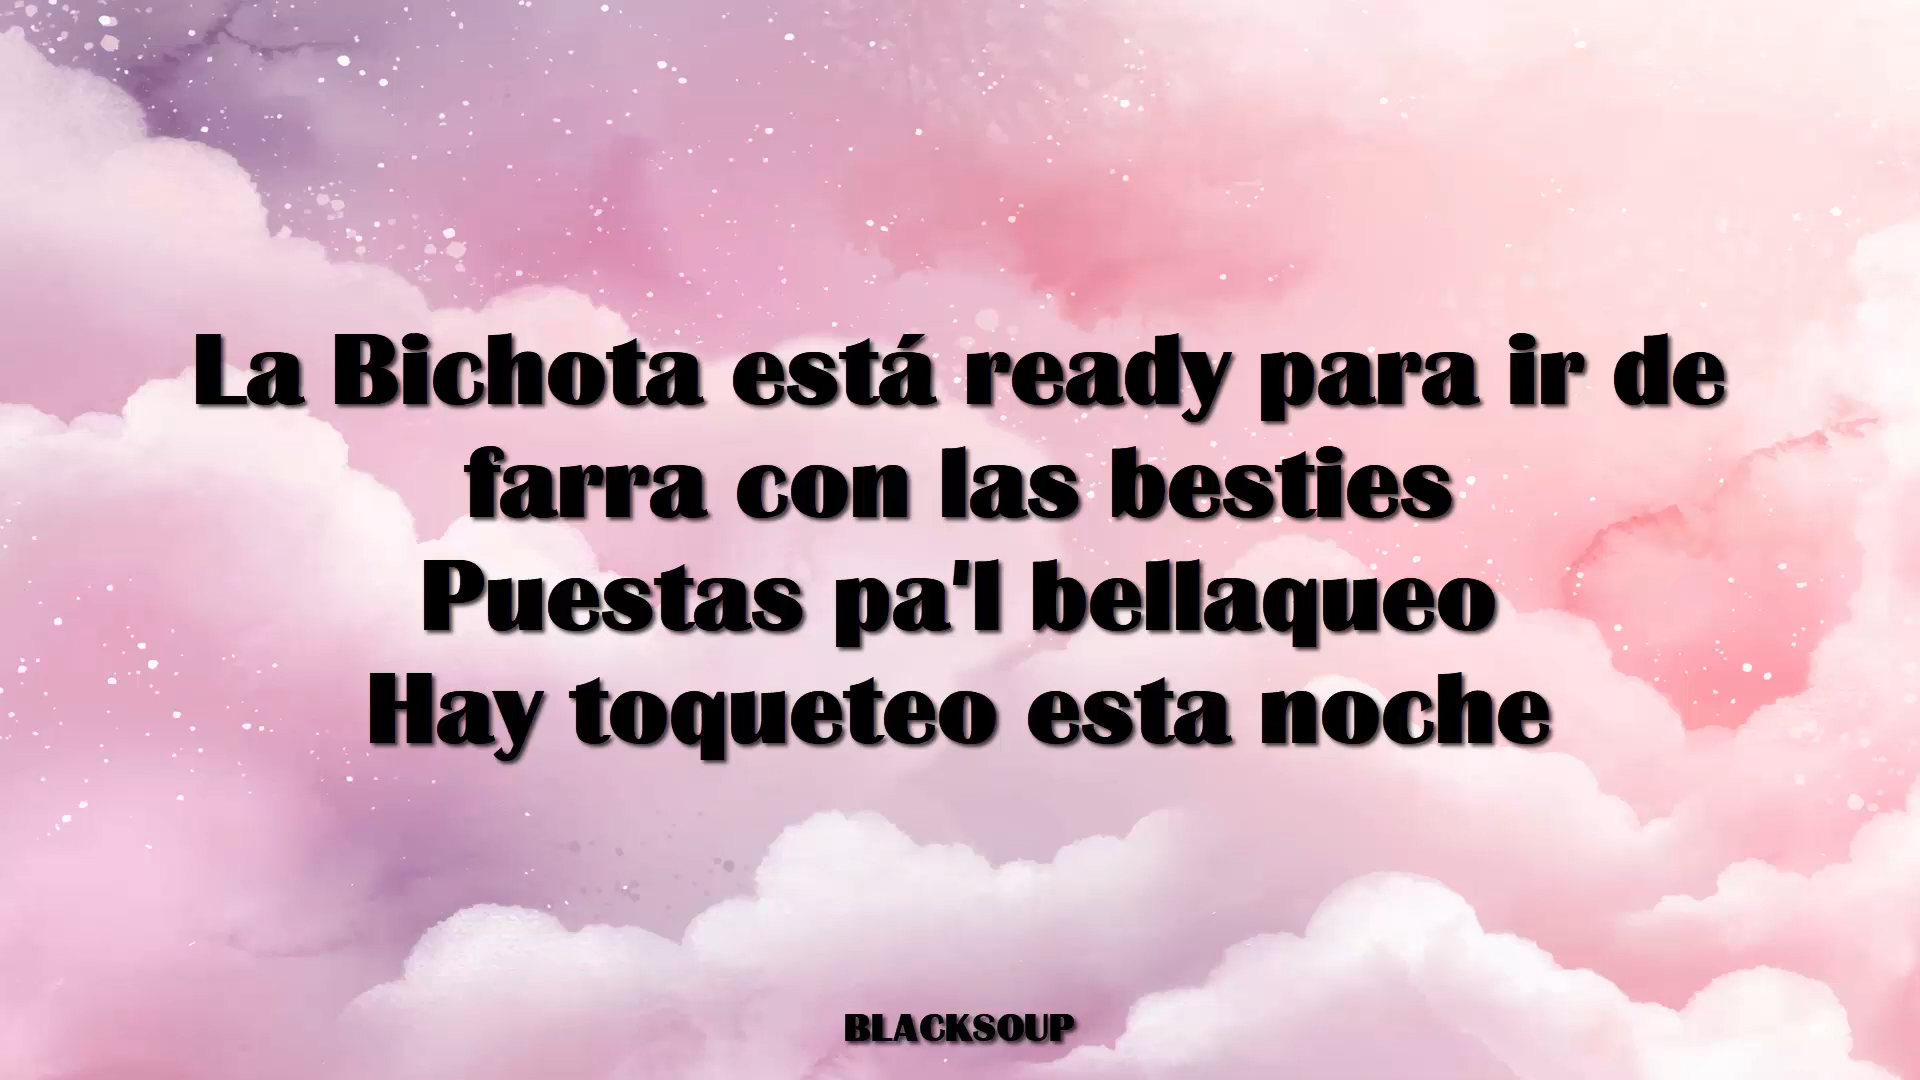 La Bichota está ready para ir de
farra con las besties
Puestas pa'l bellaqueo
Hay toqueteo esta noche
BLACKSOUP